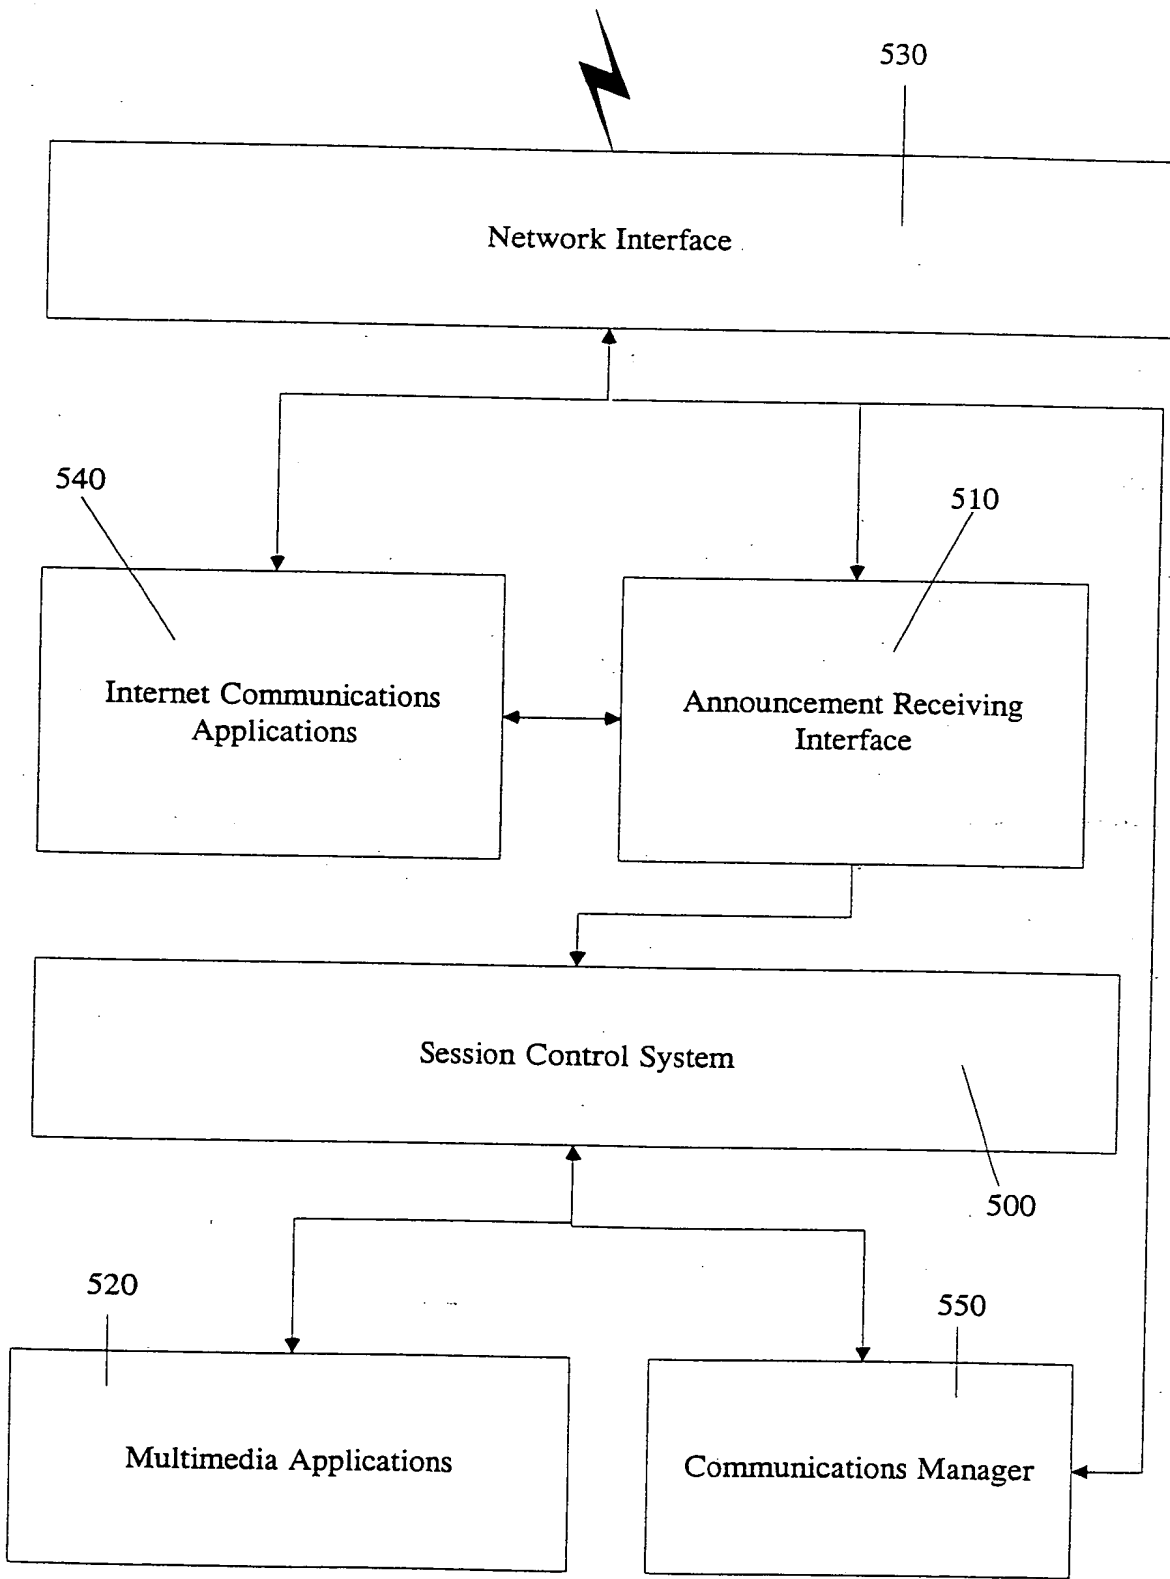 530
Network Interface
540
510
Internet Communications
Applications
Announcement Receiving
Interface
Session Control System
500
520
550
Multimedia Applications
Communications Manager